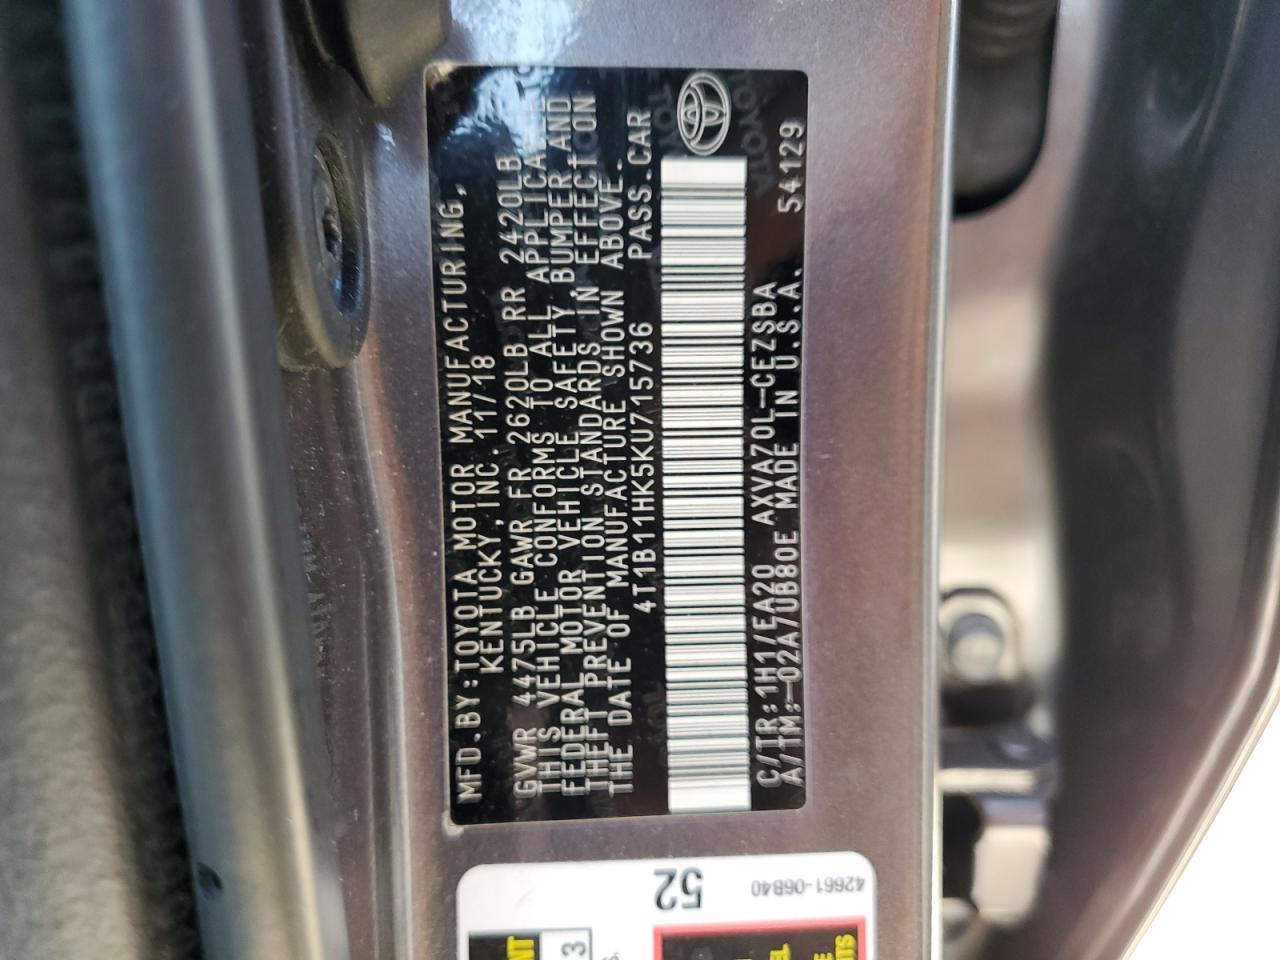 MFD.BY:TOYOTA MOTOR MANUFACTURING,
KENTUCKY,INC. 11/18
GVWR 4475LB GAWR FR 2620LB RR 2420LB
THIS VEHICLE CONFORMS TO ALL APPLICABLE
FEDERAL MOTOR VEHICLE SAFETY, BUMPER, AND
THEFT PREVENTION STANDARDS IN EFFECT ON
THE DATE OF MANUFACTURE SHOWN ABOVE.
4T1B11HK5KU715736 PASS.CAR
C/TR:1H1/EA20 AXVA70L-CEZSBA
A/TM:-02A/UB80E MADE IN U.S.A. 54129
TOYOTA
52
42661-06B40
3